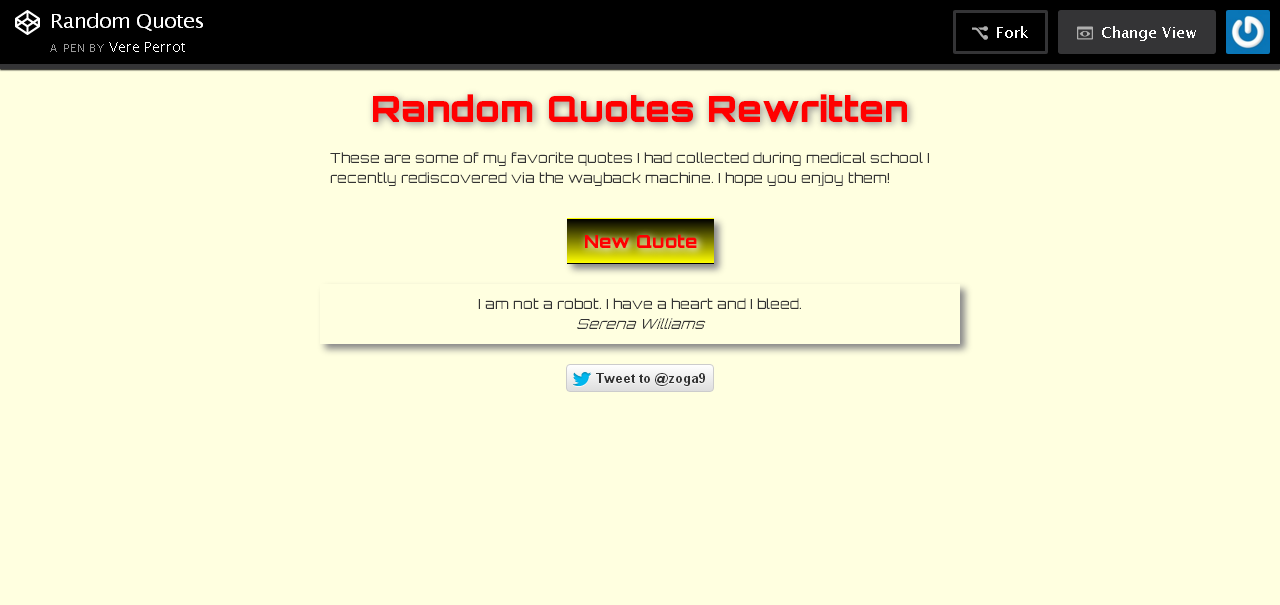 Random Quotes
A PEN BY Vere Perrot
Fork
Change View
Random Quotes Rewritten
These are some of my favorite quotes I had collected during medical school I
recently rediscovered via the wayback machine. I hope you enjoy them!
New Quote
I am not a robot. I have a heart and I bleed.
Serena Williams
Tweet to @zoga9